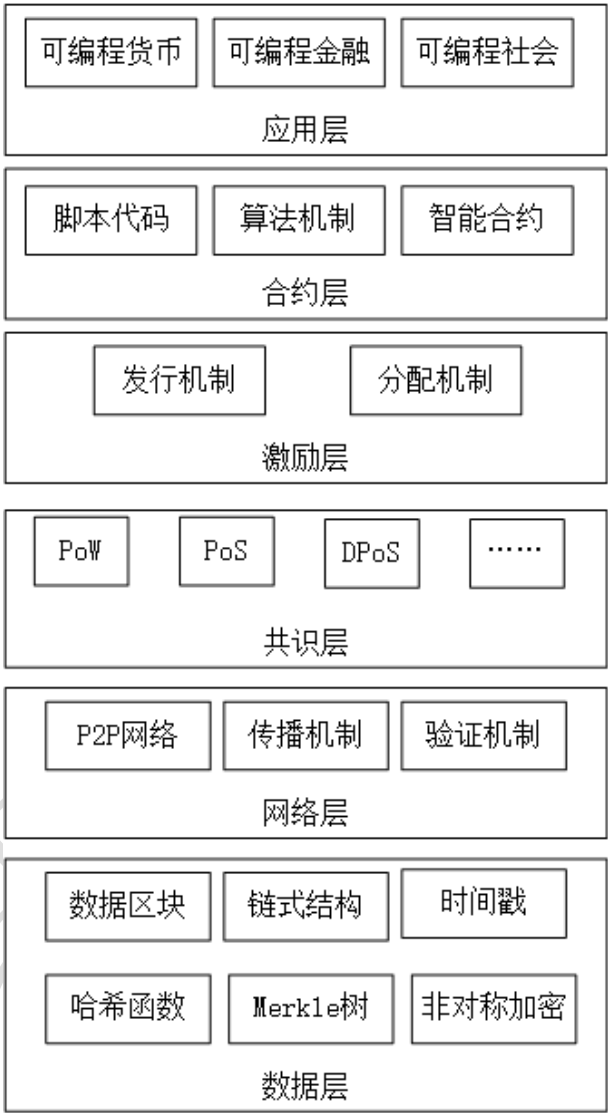 可编程货币 可编程金融 可编程社会
应用层
脚本代码 算法机制 智能合约
合约层
发行机制 分配机制
激励层
PoW PoS DPoS ……
共识层
P2P网络 传播机制 验证机制
网络层
数据区块 链式结构 时间戳
哈希函数 Merkle树 非对称加密
数据层